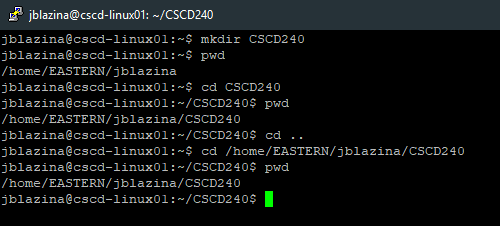 jblazina@cscd-linux01: ~/CSCD240
jblazina@cscd-linux01:~$ mkdir CSCD240
jblazina@cscd-linux01:~$ pwd
/home/EASTERN/jblazina
jblazina@cscd-linux01:~$ cd CSCD240
jblazina@cscd-linux01:~/CSCD240$ pwd
/home/EASTERN/jblazina/CSCD240
jblazina@cscd-linux01:~/CSCD240$ cd ..
jblazina@cscd-linux01:~$ cd /home/EASTERN/jblazina/CSCD240
jblazina@cscd-linux01:~/CSCD240$ pwd
/home/EASTERN/jblazina/CSCD240
jblazina@cscd-linux01:~/CSCD240$